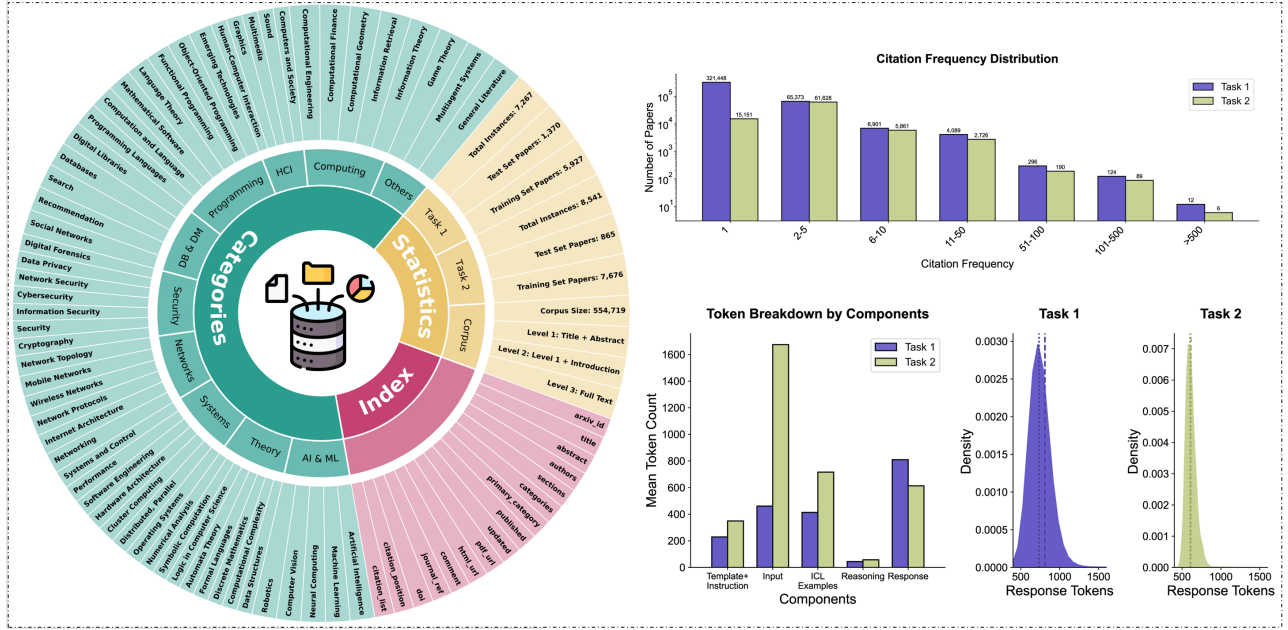 Categories
Statistics
Index
Others
Computing
HCI
Programming
DB & DM
Security
Networks
Systems
Theory
AI & ML
Task 1
Task 2
Corpus
General Literature
Multiagent Systems
Game Theory
Information Theory
Information Retrieval
Computational Geometry
Computational Finance
Computational Engineering
Computers and Society
Sound
Multimedia
Graphics
Human-Computer Interaction
Emerging Technologies
Object-Oriented Programming
Functional Programming
Language Theory
Mathematical Software
Computation and Language
Programming Languages
Digital Libraries
Databases
Search
Recommendation
Social Networks
Digital Forensics
Data Privacy
Network Security
Cybersecurity
Information Security
Security
Cryptography
Network Topology
Mobile Networks
Wireless Networks
Network Protocols
Internet Architecture
Networking
Systems and Control
Performance
Software Engineering
Hardware Architecture
Cluster Computing
Distributed, Parallel
Operating Systems
Numerical Analysis
Symbolic Computation
Logic in Computer Science
Automata Theory
Formal Languages
Discrete Mathematics
Computational Complexity
Data Structures
Robotics
Computer Vision
Neural Computing
Machine Learning
Artificial Intelligence
Total Instances: 7,267
Test Set Papers: 1,370
Training Set Papers: 5,927
Total Instances: 8,541
Test Set Papers: 865
Training Set Papers: 7,676
Corpus Size: 554,719
Level 1: Title + Abstract
Level 2: Level 1 + Introduction
Level 3: Full Text
arxiv_id
title
abstract
authors
sections
categories
primary_category
published
updated
pdf_url
html_url
comment
journal_ref
doi
citation_position
citation_list
Citation Frequency Distribution
Number of Papers
10^5
10^4
10^3
10^2
10^1
321,448
15,151
65,373
61,628
6,901
5,861
4,089
2,726
296
190
124
89
12
6
Task 1
Task 2
1
2-5
6-10
11-50
51-100
101-500
>500
Citation Frequency
Token Breakdown by Components
Mean Token Count
1600
1400
1200
1000
800
600
400
200
0
Task 1
Task 2
Template+
Instruction
Input
ICL
Examples
Reasoning
Response
Components
Task 1
Density
0.0030
0.0025
0.0020
0.0015
0.0010
0.0005
0.0000
500
1000
1500
Response Tokens
Task 2
Density
0.007
0.006
0.005
0.004
0.003
0.002
0.001
0.000
500
1000
1500
Response Tokens